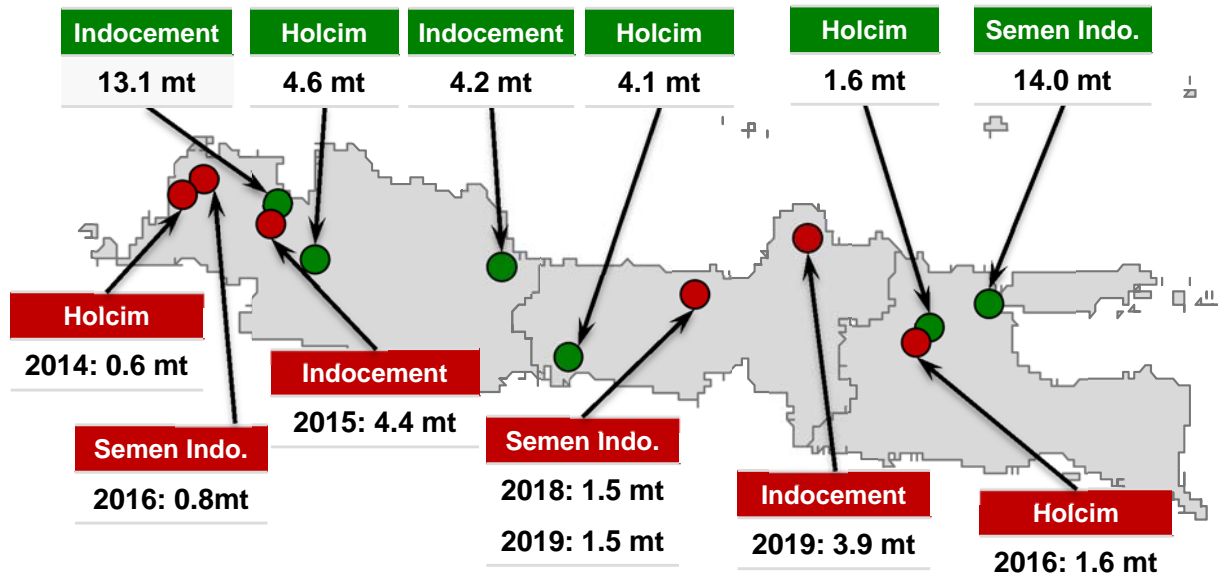 Indocement
13.1 mt
Holcim
4.6 mt
Indocement
4.2 mt
Holcim
4.1 mt
Holcim
1.6 mt
Semen Indo.
14.0 mt
Holcim
2014: 0.6 mt
Semen Indo.
2016: 0.8mt
Indocement
2015: 4.4 mt
Semen Indo.
2018: 1.5 mt
2019: 1.5 mt
Indocement
2019: 3.9 mt
Holcim
2016: 1.6 mt